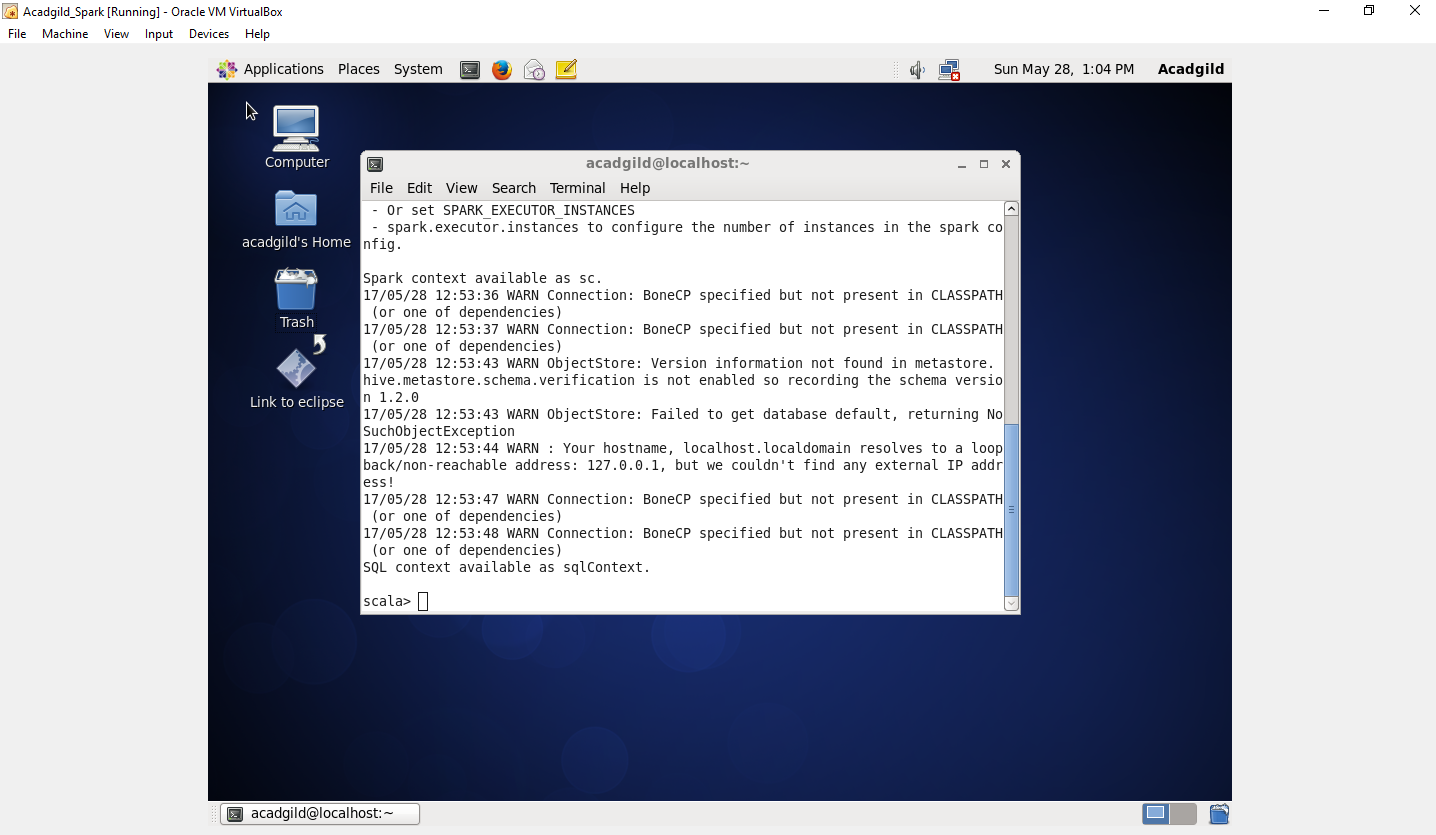 Acadgild_Spark [Running] - Oracle VM VirtualBox
File Machine View Input Devices Help
Applications Places System Sun May 28, 1:04 PM Acadgild
Computer
acadgild's Home
Trash
Link to eclipse
acadgild@localhost:~
File Edit View Search Terminal Help
- Or set SPARK_EXECUTOR_INSTANCES
- spark.executor.instances to configure the number of instances in the spark co
nfig.
Spark context available as sc.
17/05/28 12:53:36 WARN Connection: BoneCP specified but not present in CLASSPATH
(or one of dependencies)
17/05/28 12:53:37 WARN Connection: BoneCP specified but not present in CLASSPATH
(or one of dependencies)
17/05/28 12:53:43 WARN ObjectStore: Version information not found in metastore.
hive.metastore.schema.verification is not enabled so recording the schema versio
n 1.2.0
17/05/28 12:53:43 WARN ObjectStore: Failed to get database default, returning No
SuchObjectException
17/05/28 12:53:44 WARN : Your hostname, localhost.localdomain resolves to a loop
back/non-reachable address: 127.0.0.1, but we couldn't find any external IP addr
ess!
17/05/28 12:53:47 WARN Connection: BoneCP specified but not present in CLASSPATH
(or one of dependencies)
17/05/28 12:53:48 WARN Connection: BoneCP specified but not present in CLASSPATH
(or one of dependencies)
SQL context available as sqlContext.
scala>
acadgild@localhost:~